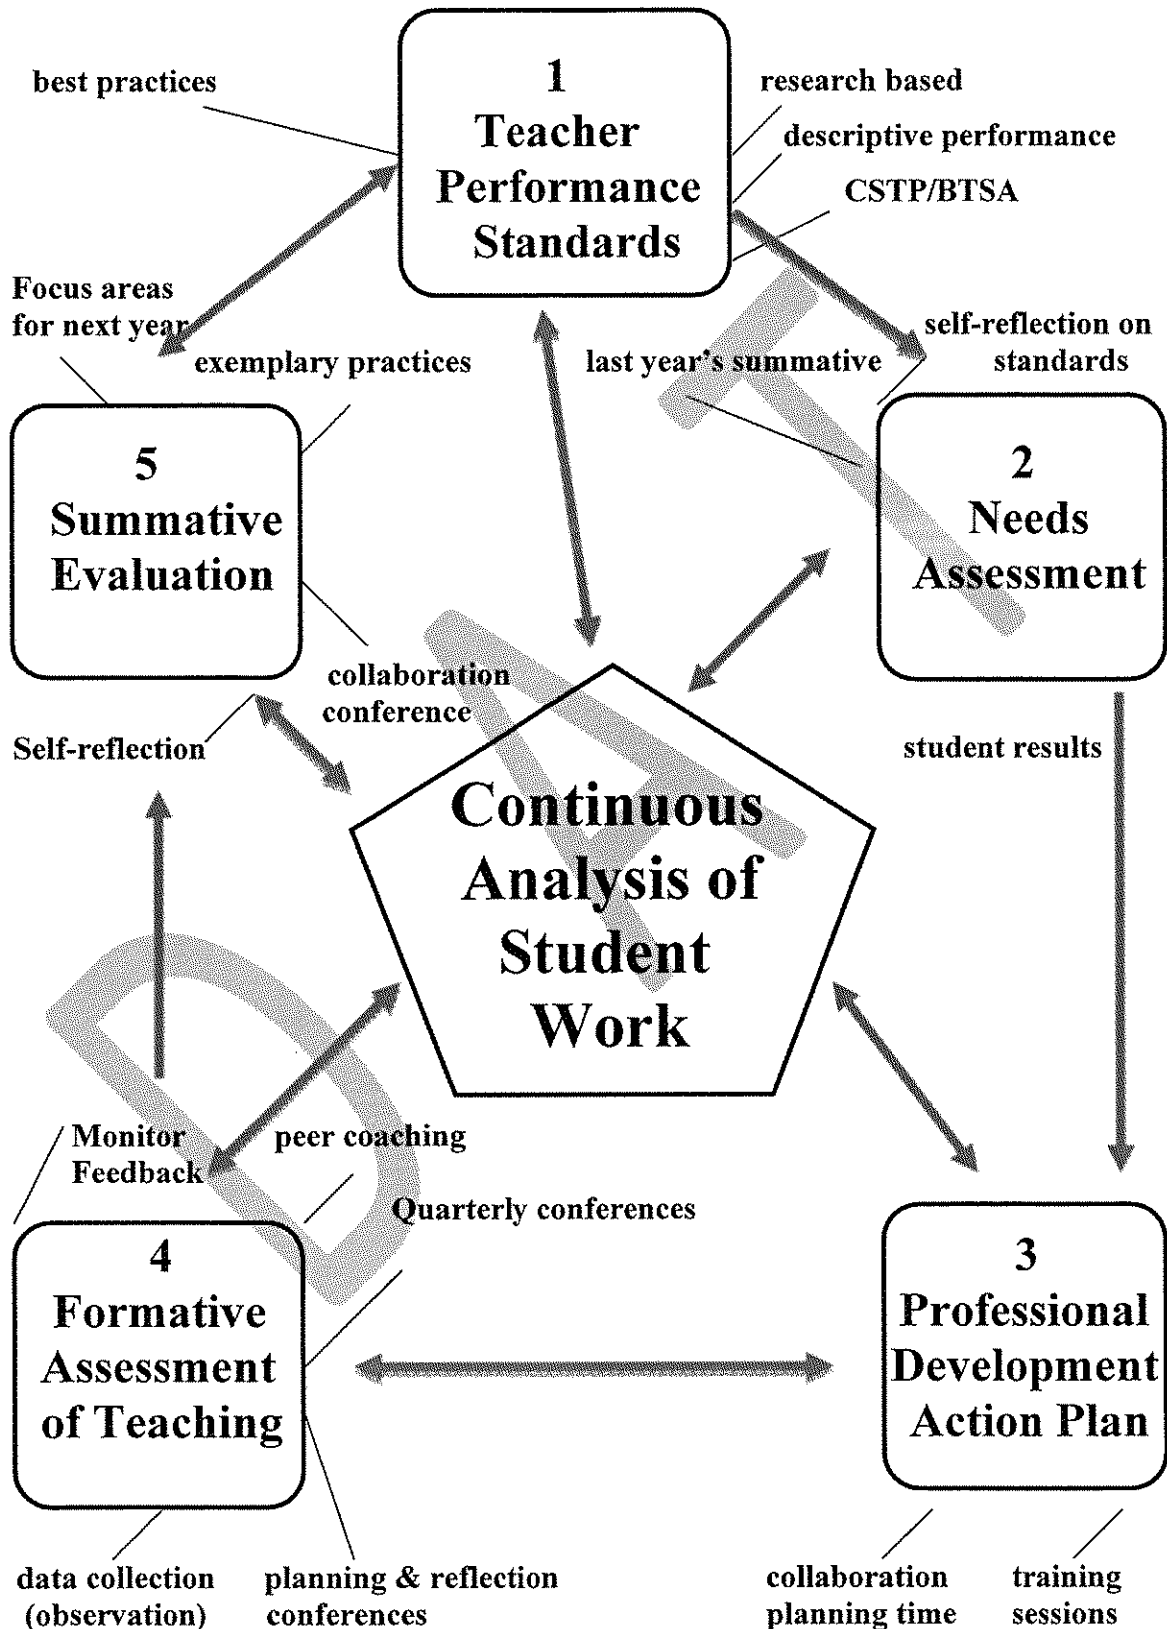 1
Teacher
Performance
Standards
best practices
research based
descriptive performance
CSTP/BTSA
Focus areas
for next year
exemplary practices
last year's summative
self-reflection on
standards
5
Summative
Evaluation
2
Needs
Assessment
collaboration
conference
Self-reflection
student results
Continuous
Analysis of
Student
Work
Monitor
Feedback
peer coaching
Quarterly conferences
4
Formative
Assessment
of Teaching
3
Professional
Development
Action Plan
data collection
(observation)
planning & reflection
conferences
collaboration
planning time
training
sessions
DRAFT